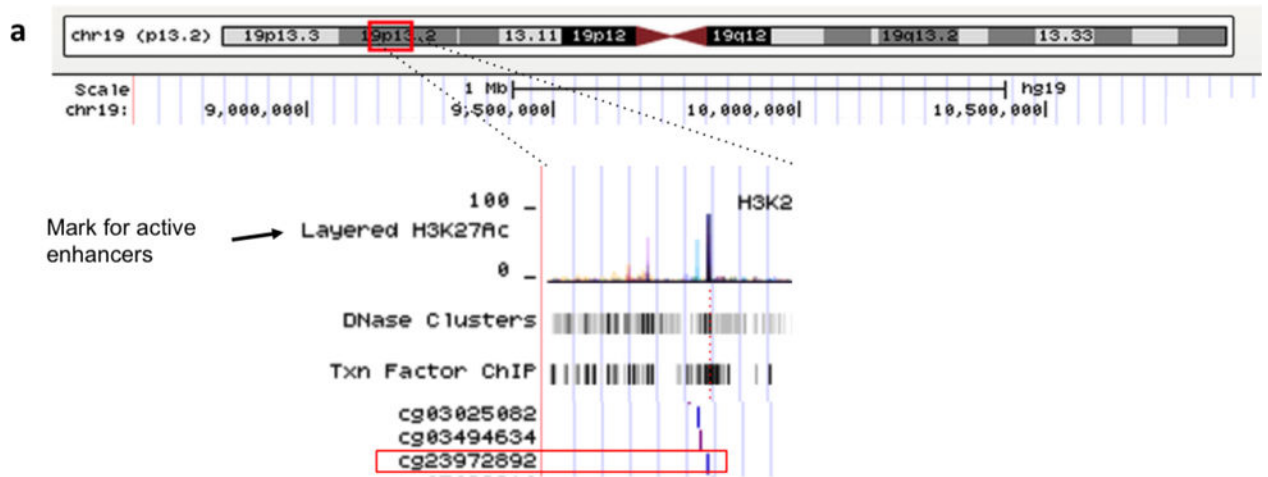 a
chr19 (p13.2) 19p13.3 19p13.2 13.11 19p12 19q12 19q13.2 13.33
Scale 1 Mb hg19
chr19: 9,000,000 9,500,000 10,000,000 10,500,000
100 H3K2
Mark for active
enhancers
Layered H3K27Ac
0
DNase Clusters
Txn Factor ChIP
cg03025082
cg03494634
cg23972892